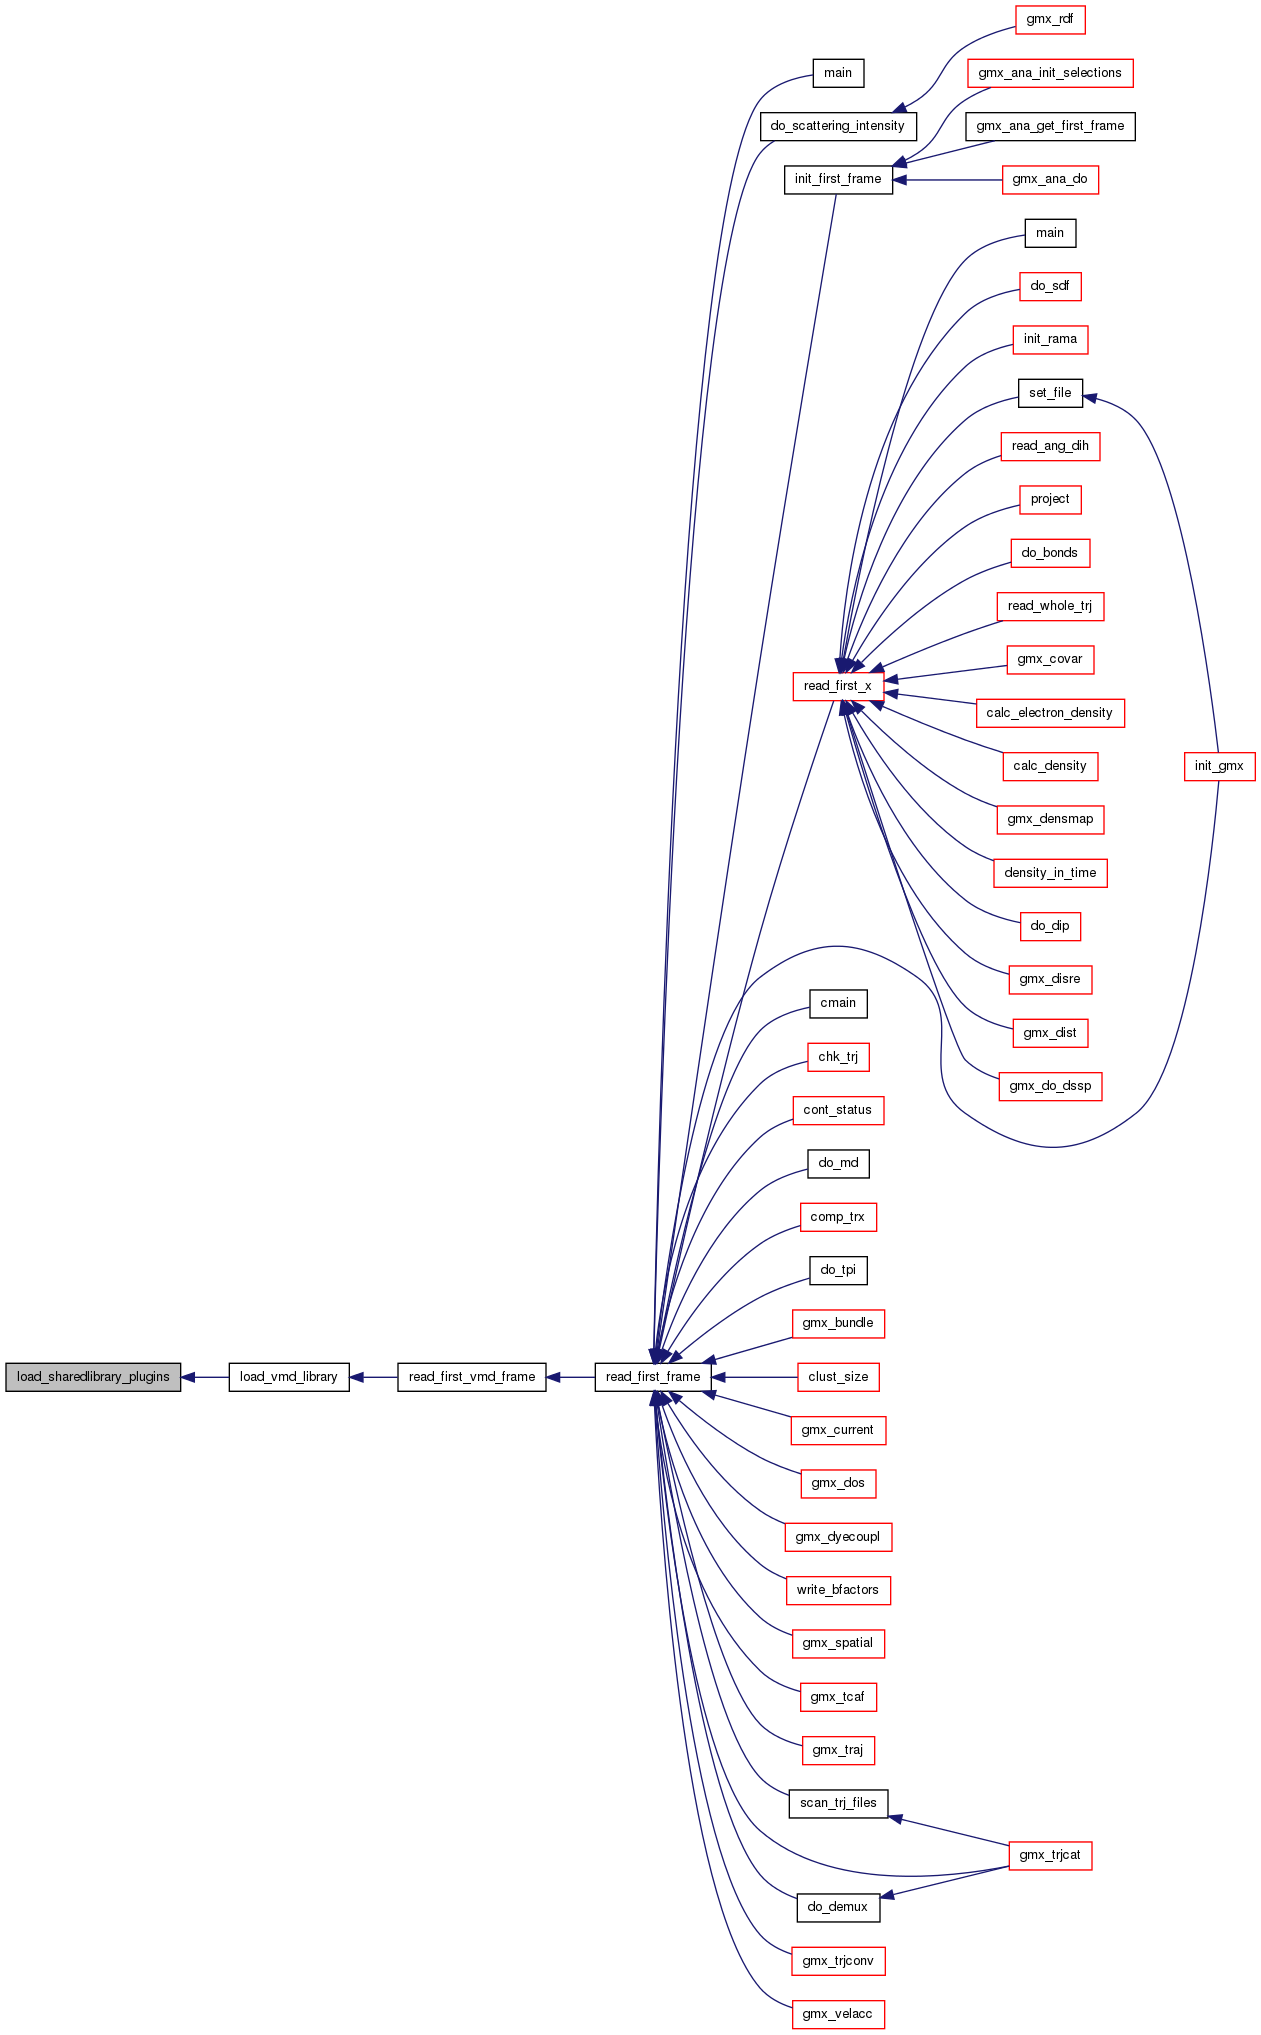 gmx_rdf
main
gmx_ana_init_selections
do_scattering_intensity
gmx_ana_get_first_frame
init_first_frame
gmx_ana_do
main
do_sdf
init_rama
set_file
read_ang_dih
project
do_bonds
read_whole_trj
gmx_covar
read_first_x
calc_electron_density
calc_density
init_gmx
gmx_densmap
density_in_time
do_dip
gmx_disre
cmain
gmx_dist
chk_trj
gmx_do_dssp
cont_status
do_md
comp_trx
do_tpi
gmx_bundle
load_sharedlibrary_plugins
load_vmd_library
read_first_vmd_frame
read_first_frame
clust_size
gmx_current
gmx_dos
gmx_dyecoupl
write_bfactors
gmx_spatial
gmx_tcaf
gmx_traj
scan_trj_files
gmx_trjcat
do_demux
gmx_trjconv
gmx_velacc